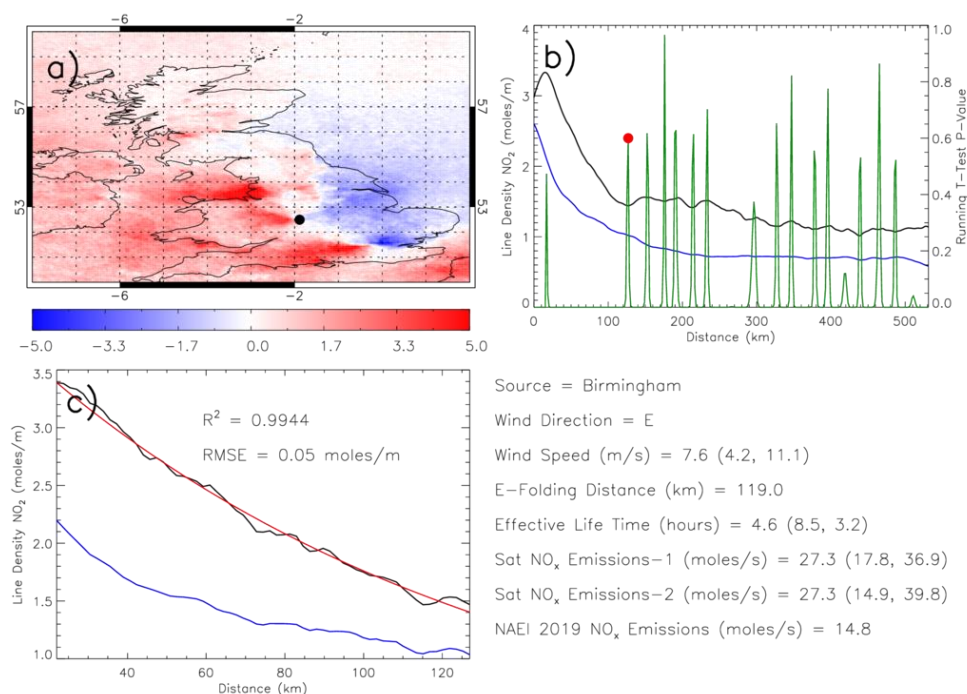 −6 −2
a)
57 57
53 53
−6 −2
−5.0 −3.3 −1.7 0.0 1.7 3.5 5.0
b)
Line Density NO₂ (moles/m)
4
3
2
1
0
1.0
0.8
0.6
0.4
0.2
0.0
Running T−Test P−Value
0 100 200 300 400 500
Distance (km)
c)
R² = 0.9944
RMSE = 0.05 moles/m
Line Density NO₂ (moles/m)
3.5
3.0
2.5
2.0
1.5
1.0
40 60 80 100 120
Distance (km)
Source = Birmingham
Wind Direction = E
Wind Speed (m/s) = 7.6 (4.2, 11.1)
E−Folding Distance (km) = 119.0
Effective Life Time (hours) = 4.6 (8.5, 3.2)
Sat NOₓ Emissions−1 (moles/s) = 27.3 (17.8, 36.9)
Sat NOₓ Emissions−2 (moles/s) = 27.3 (14.9, 39.8)
NAEI 2019 NOₓ Emissions (moles/s) = 14.8